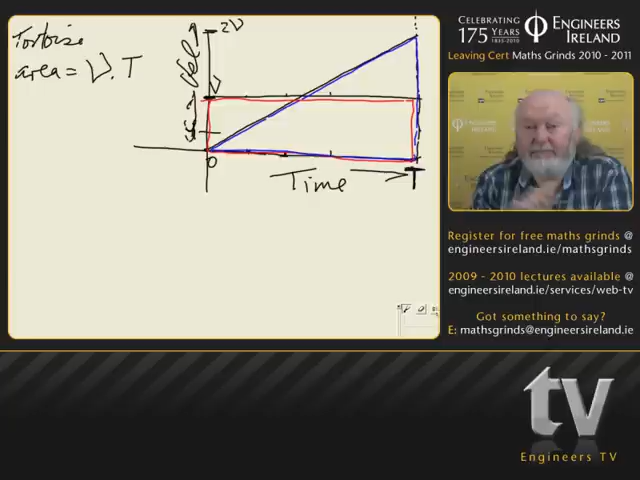 Tortoise
area = V. T
Vel →
2V
V
0
Time →
T
CELEBRATING
175 YEARS
1835-2010
ENGINEERS
IRELAND
Leaving Cert Maths Grinds 2010 - 2011
Register for free maths grinds @
engineersireland.ie/mathsgrinds
2009 - 2010 lectures available @
engineersireland.ie/services/web-tv
Got something to say?
E: mathsgrinds@engineersireland.ie
tv
Engineers TV